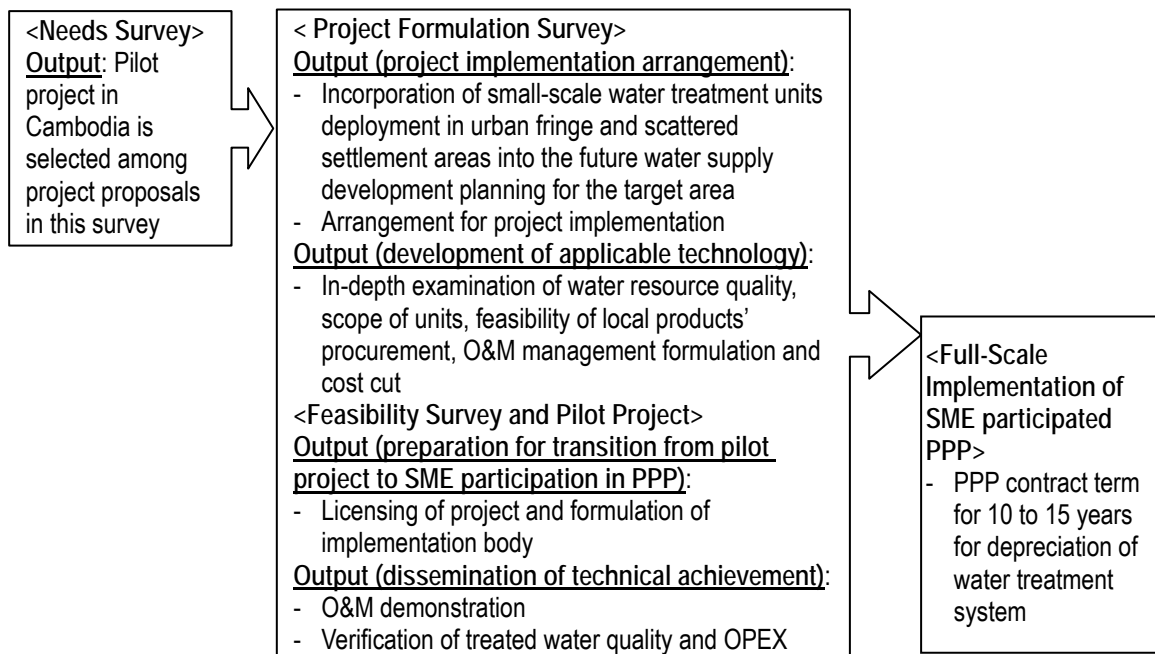 <Needs Survey>
Output: Pilot
project in
Cambodia is
selected among
project proposals
in this survey
< Project Formulation Survey>
Output (project implementation arrangement):
- Incorporation of small-scale water treatment units
deployment in urban fringe and scattered
settlement areas into the future water supply
development planning for the target area
- Arrangement for project implementation
Output (development of applicable technology):
- In-depth examination of water resource quality,
scope of units, feasibility of local products’
procurement, O&M management formulation and
cost cut
<Feasibility Survey and Pilot Project>
Output (preparation for transition from pilot
project to SME participation in PPP):
- Licensing of project and formulation of
implementation body
Output (dissemination of technical achievement):
- O&M demonstration
- Verification of treated water quality and OPEX
<Full-Scale
Implementation of
SME participated
PPP>
- PPP contract term
for 10 to 15 years
for depreciation of
water treatment
system